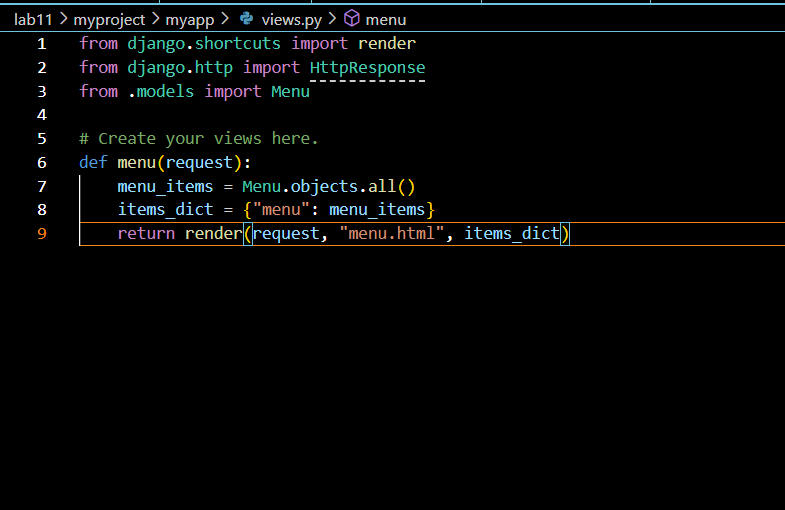 lab11 > myproject > myapp > views.py > menu
1 from django.shortcuts import render
2 from django.http import HttpResponse
3 from .models import Menu
4
5 # Create your views here.
6 def menu(request):
7     menu_items = Menu.objects.all()
8     items_dict = {"menu": menu_items}
9     return render(request, "menu.html", items_dict)